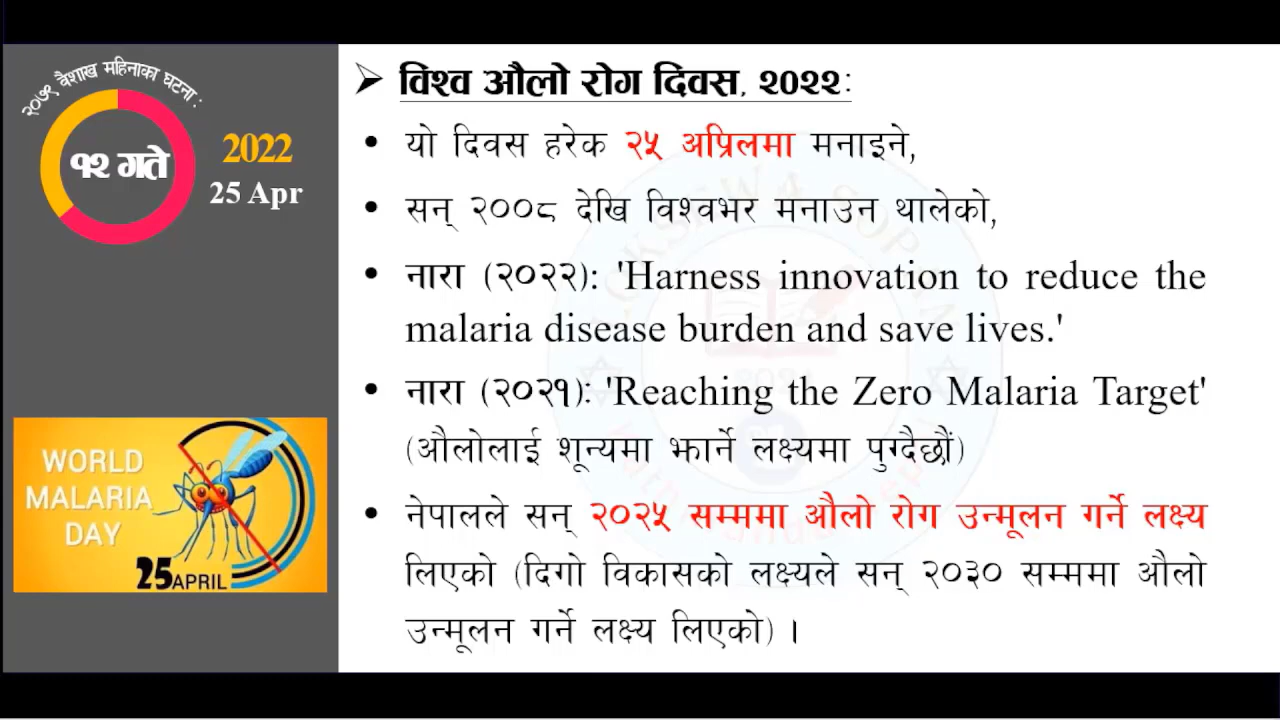 २०७९ वैशाख महिनाका घटनाः
१२ गते
2022
25 Apr
WORLD
MALARIA
DAY
25 APRIL
➢ विश्व औलो रोग दिवस, २०२२ः
• यो दिवस हरेक २५ अप्रिलमा मनाइने,
• सन् २००८ देखि विश्वभर मनाउन थालेको,
• नारा (२०२२): 'Harness innovation to reduce the
malaria disease burden and save lives.'
• नारा (२०२१): 'Reaching the Zero Malaria Target'
(औलोलाई शून्यमा झार्ने लक्ष्यमा पुग्दैछौं)
• नेपालले सन् २०२५ सम्ममा औलो रोग उन्मूलन गर्ने लक्ष्य
लिएको (दिगो विकासको लक्ष्यले सन् २०३० सम्ममा औलो
उन्मूलन गर्ने लक्ष्य लिएको) ।